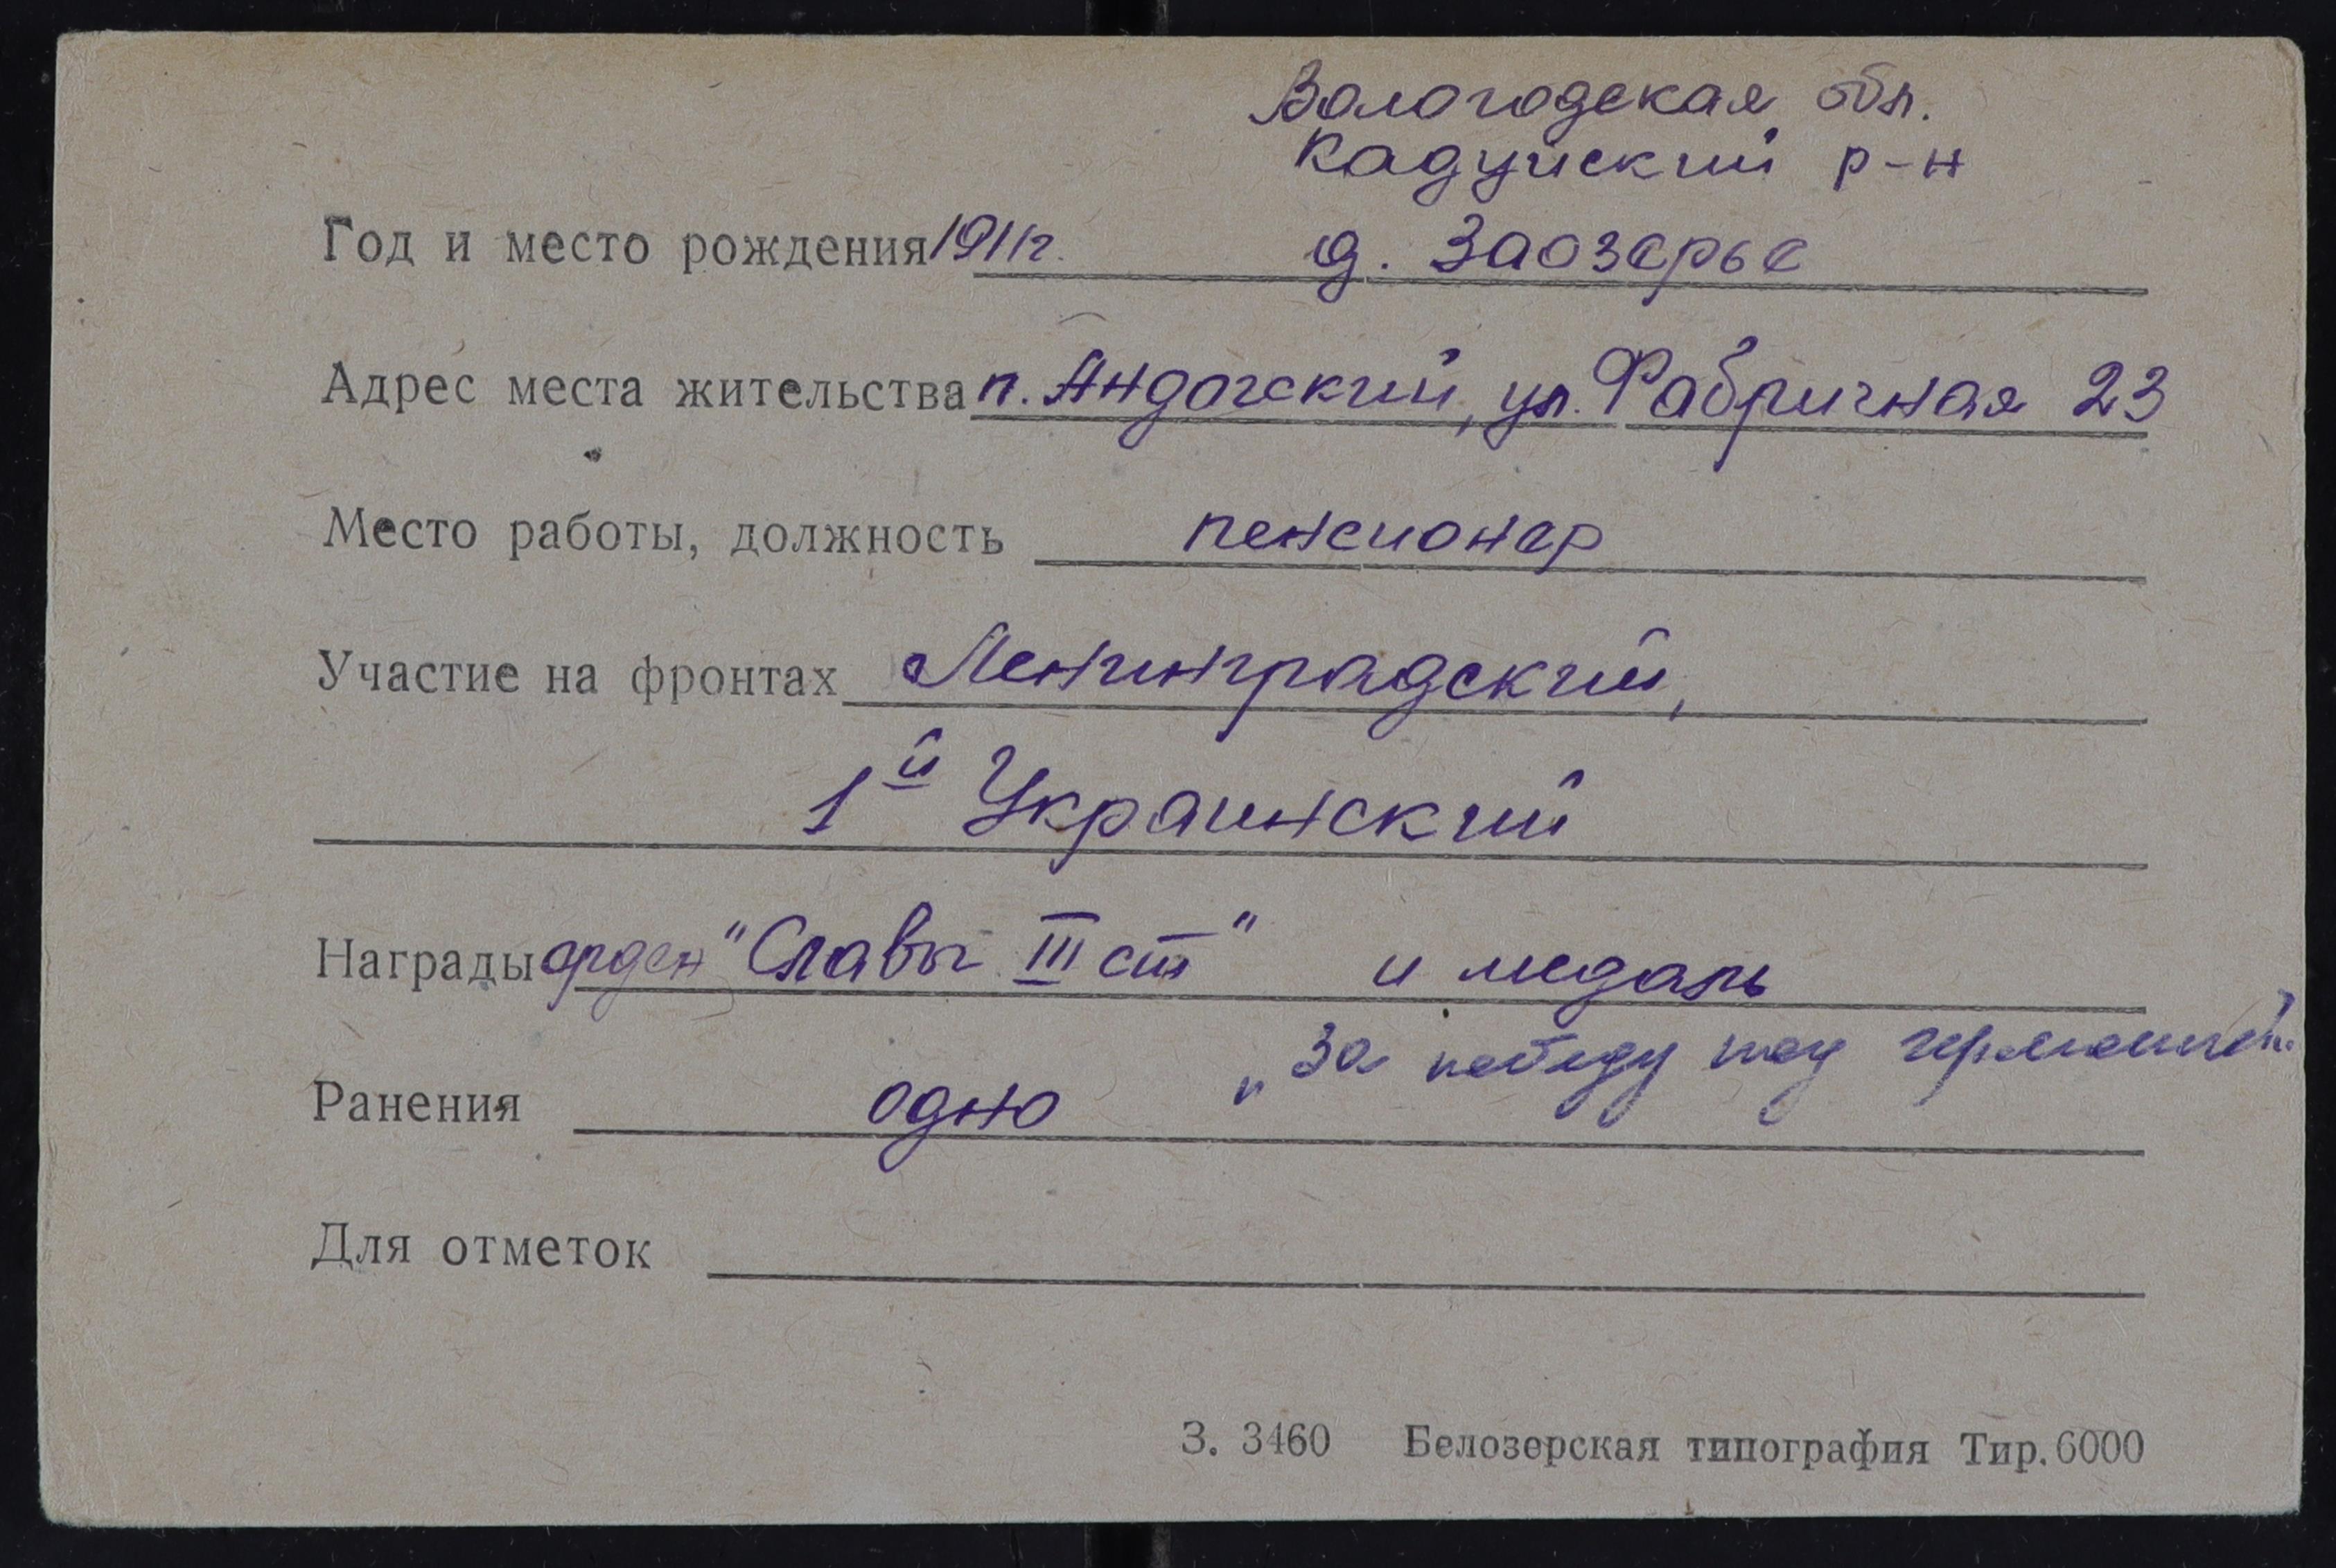 Вологодская обл.
Кадуйский р-н
Год и место рождения 1911г. д. Заозерье
Адрес места жительства п. Андогский, ул. Фабричная 23
Место работы, должность пенсионер
Участие на фронтах Ленинградский,
1й Украинский
Награды орден "Славы III ст" и медаль
„За победу над германией"
Ранения одно
Для отметок
З. 3460 Белозерская типография Тир. 6000